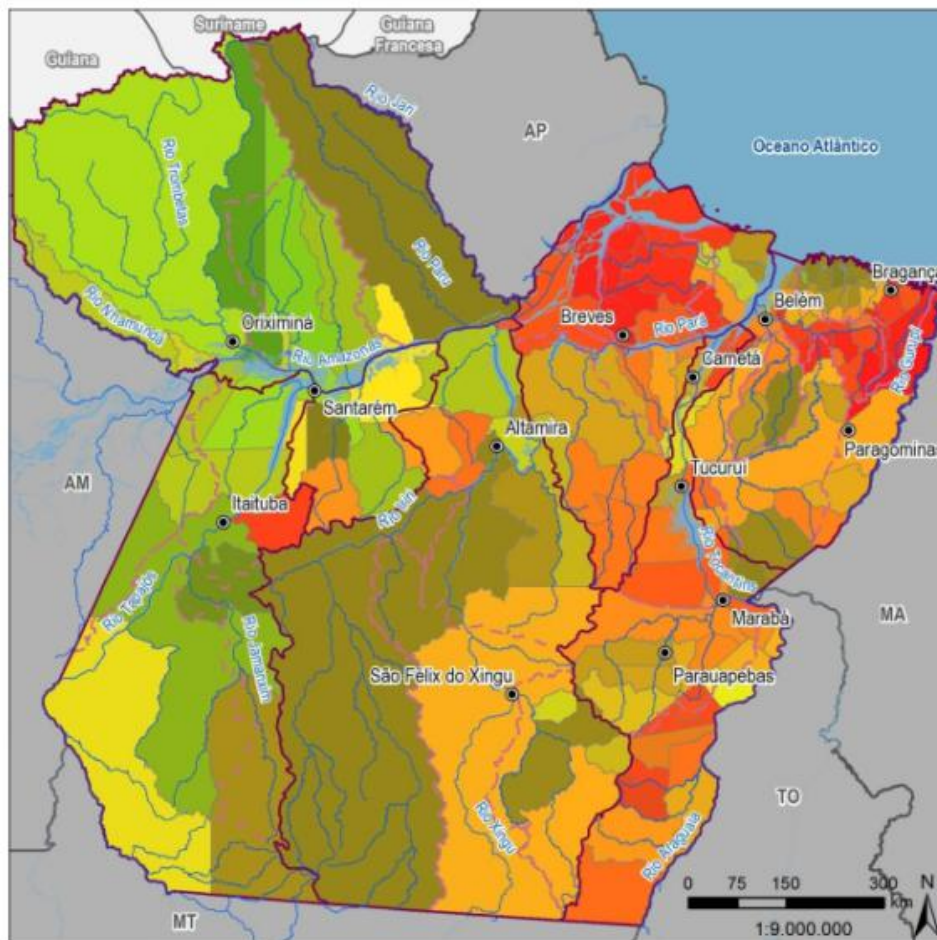 Suriname
Guiana
Guiana
Francesa
Rio Jari
AP
Oceano Atlântico
Rio Trombetas
Rio Paru
Rio Nhamundá
Oriximiná
Rio Amazonas
Santarém
Breves
Rio Pará
Belém
Bragança
Rio Gurupi
Cametá
Altamira
Paragominas
AM
Itaituba
Rio Iriri
Tucuruí
Rio Tocantins
Rio Tapajós
Rio Jamanxim
Marabá
MA
São Félix do Xingu
Parauapebas
Rio Xingu
TO
Rio Araguaia
MT
0 75 150 300
km
N
1:9.000.000